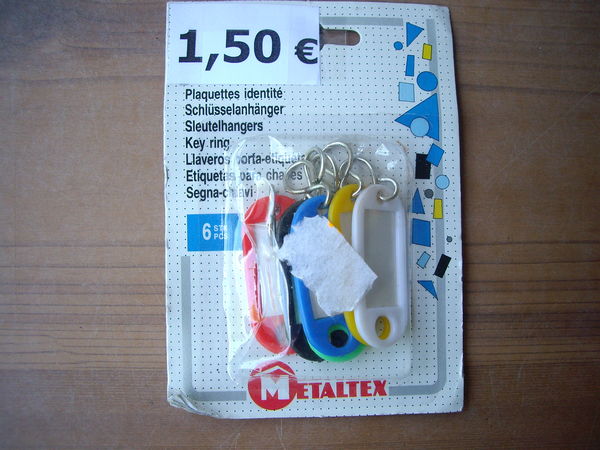 1,50 €
Plaquettes identité
Schlüsselanhänger
Sleutelhangers
Key ring
Llaveros porta-etiquetas
Etiquetas para chaves
Segna-chiavi
6 STK
PCS
METALTEX